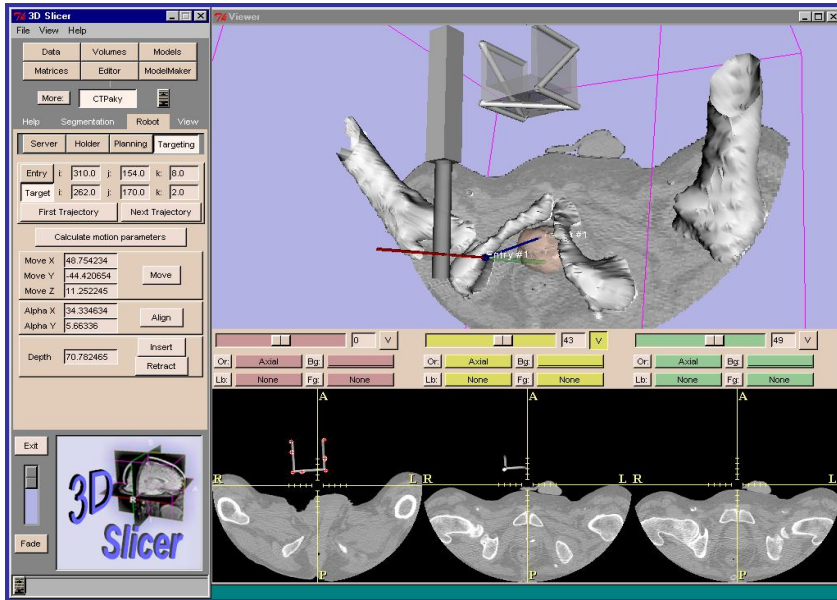 3D Slicer
File View Help
Data Volumes Models
Matrices Editor ModelMaker
More: CTPaky
Help Segmentation Robot View
Server Holder Planning Targeting
Entry i: 310.0 j: 154.0 k: 8.0
Target i: 262.0 j: 170.0 k: 2.0
First Trajectory Next Trajectory
Calculate motion parameters
Move X 48.754234
Move Y -44.420654
Move Z 11.252245
Move
Alpha X 34.334634
Alpha Y 5.66336
Align
Depth 70.782465
Insert
Retract
Exit
Fade
3D
Slicer
Viewer
#1
Entry #1
0 V 43 V 49 V
Or: Axial Bg: Or: Axial Bg: Or: Axial Bg:
Lb: None Fg: None Lb: None Fg: None Lb: None Fg: None
A A A
R L R L R L
P P P